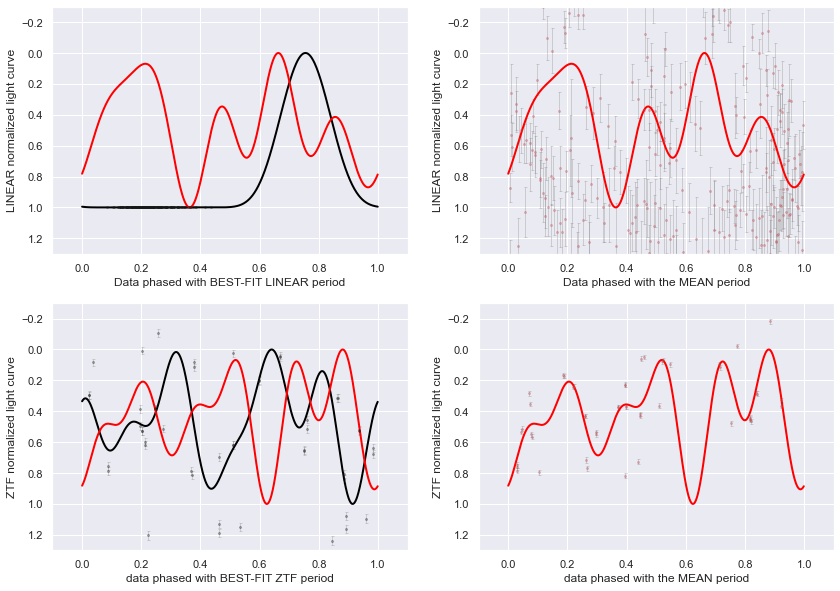 LINEAR normalized light curve
−0.2
0.0
0.2
0.4
0.6
0.8
1.0
1.2
0.0 0.2 0.4 0.6 0.8 1.0
Data phased with BEST-FIT LINEAR period
LINEAR normalized light curve
−0.2
0.0
0.2
0.4
0.6
0.8
1.0
1.2
0.0 0.2 0.4 0.6 0.8 1.0
Data phased with the MEAN period
ZTF normalized light curve
−0.2
0.0
0.2
0.4
0.6
0.8
1.0
1.2
0.0 0.2 0.4 0.6 0.8 1.0
data phased with BEST-FIT ZTF period
ZTF normalized light curve
−0.2
0.0
0.2
0.4
0.6
0.8
1.0
1.2
0.0 0.2 0.4 0.6 0.8 1.0
data phased with the MEAN period